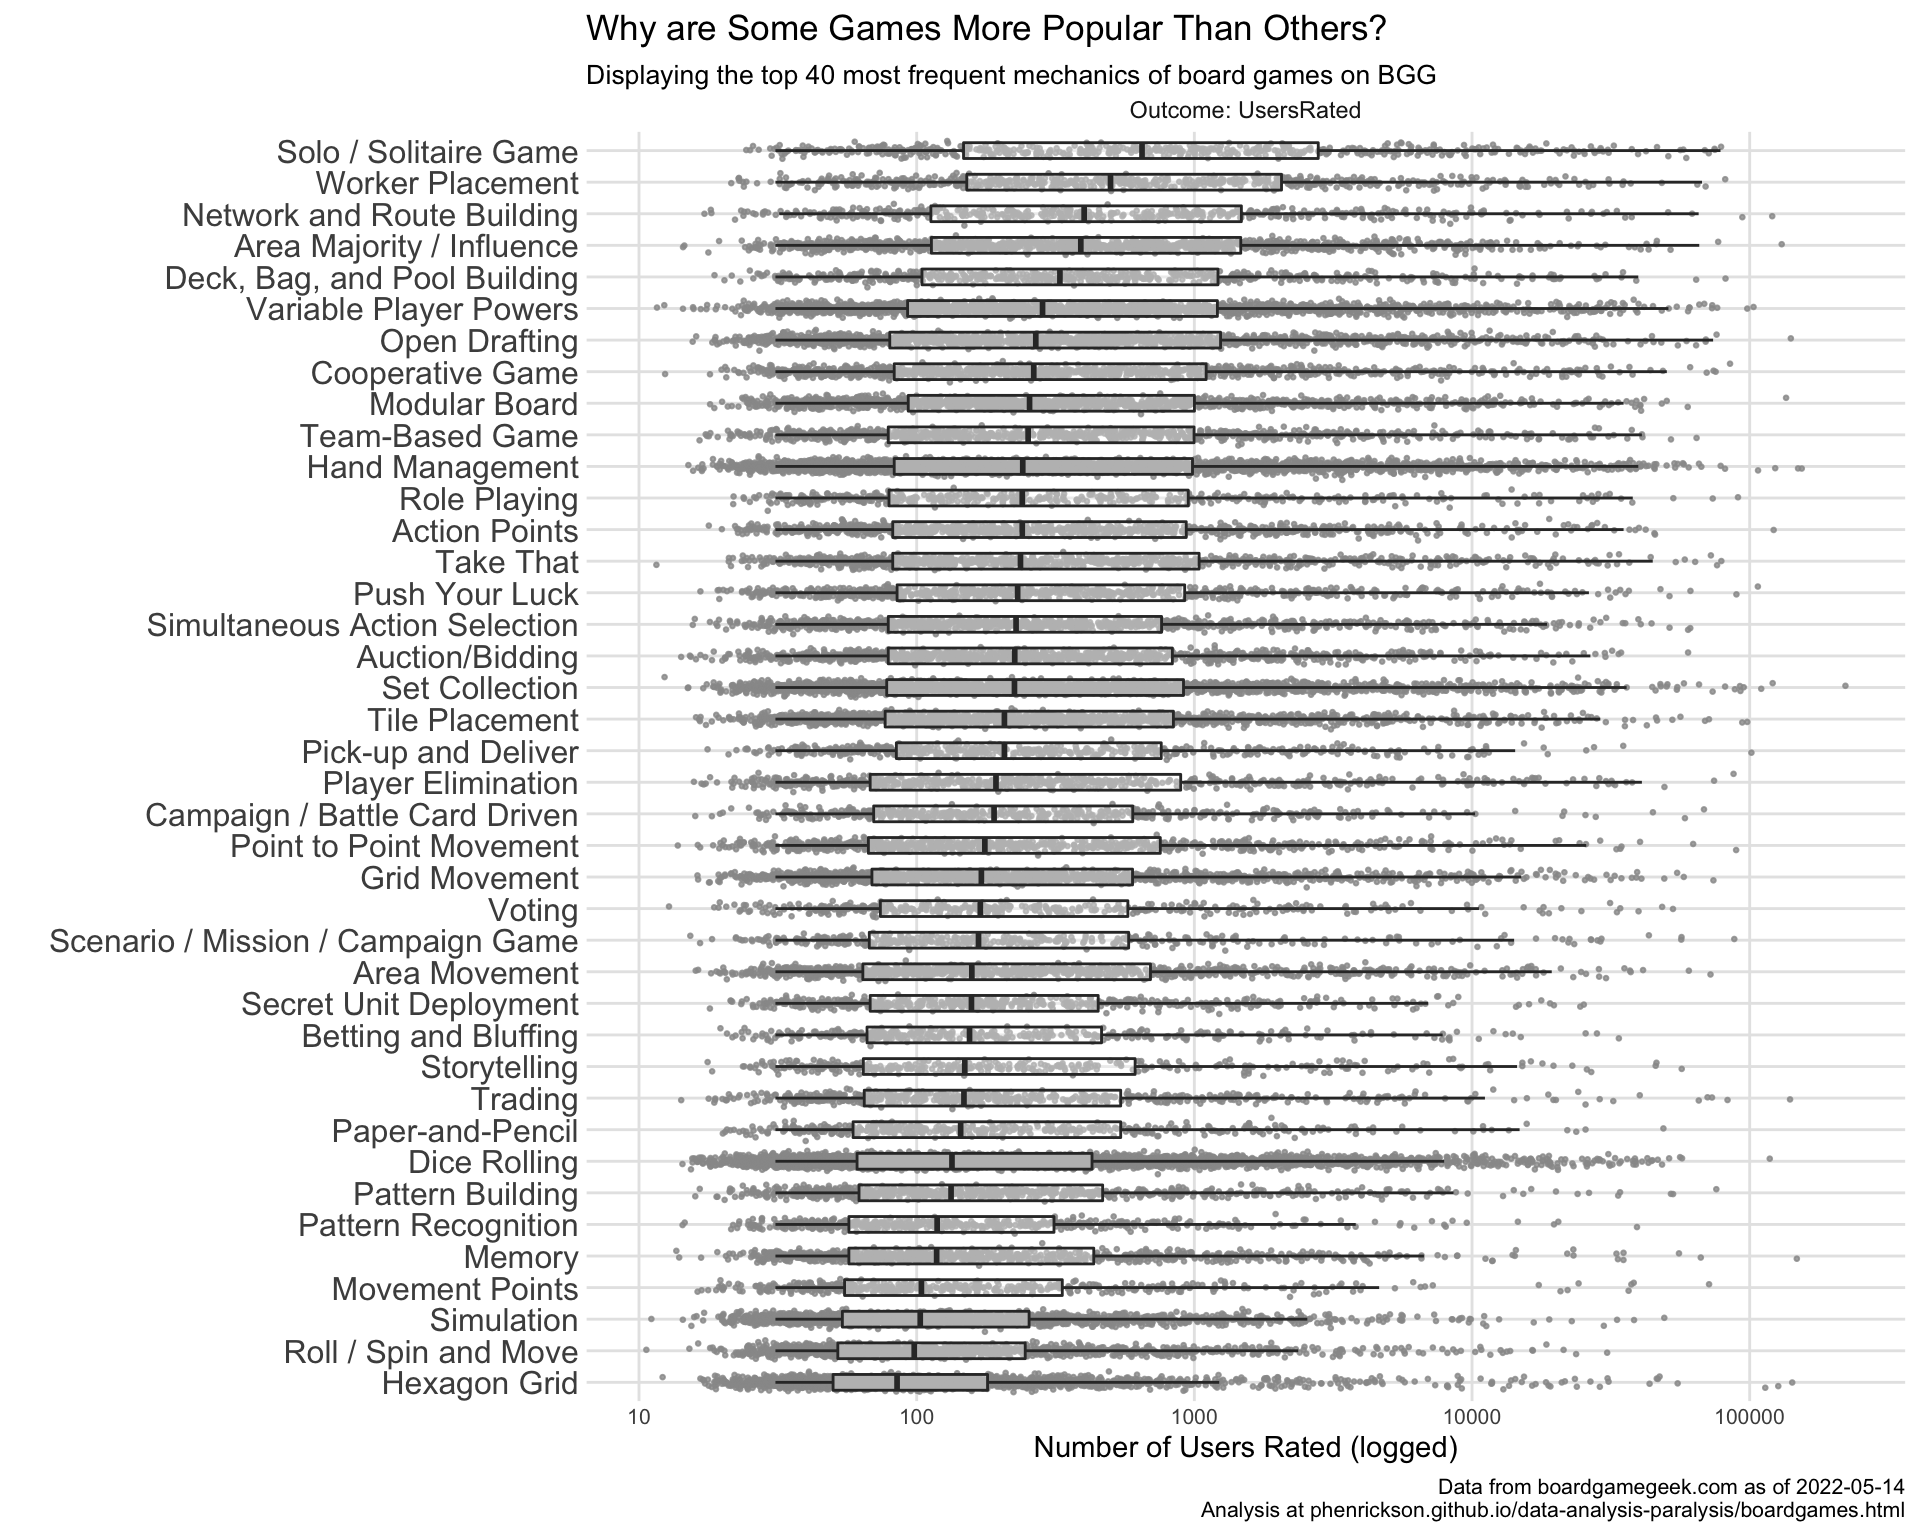 Why are Some Games More Popular Than Others?
Displaying the top 40 most frequent mechanics of board games on BGG
Outcome: UsersRated
Solo / Solitaire Game
Worker Placement
Network and Route Building
Area Majority / Influence
Deck, Bag, and Pool Building
Variable Player Powers
Open Drafting
Cooperative Game
Modular Board
Team-Based Game
Hand Management
Role Playing
Action Points
Take That
Push Your Luck
Simultaneous Action Selection
Auction/Bidding
Set Collection
Tile Placement
Pick-up and Deliver
Player Elimination
Campaign / Battle Card Driven
Point to Point Movement
Grid Movement
Voting
Scenario / Mission / Campaign Game
Area Movement
Secret Unit Deployment
Betting and Bluffing
Storytelling
Trading
Paper-and-Pencil
Dice Rolling
Pattern Building
Pattern Recognition
Memory
Movement Points
Simulation
Roll / Spin and Move
Hexagon Grid
10 100 1000 10000 100000
Number of Users Rated (logged)
Data from boardgamegeek.com as of 2022-05-14
Analysis at phenrickson.github.io/data-analysis-paralysis/boardgames.html